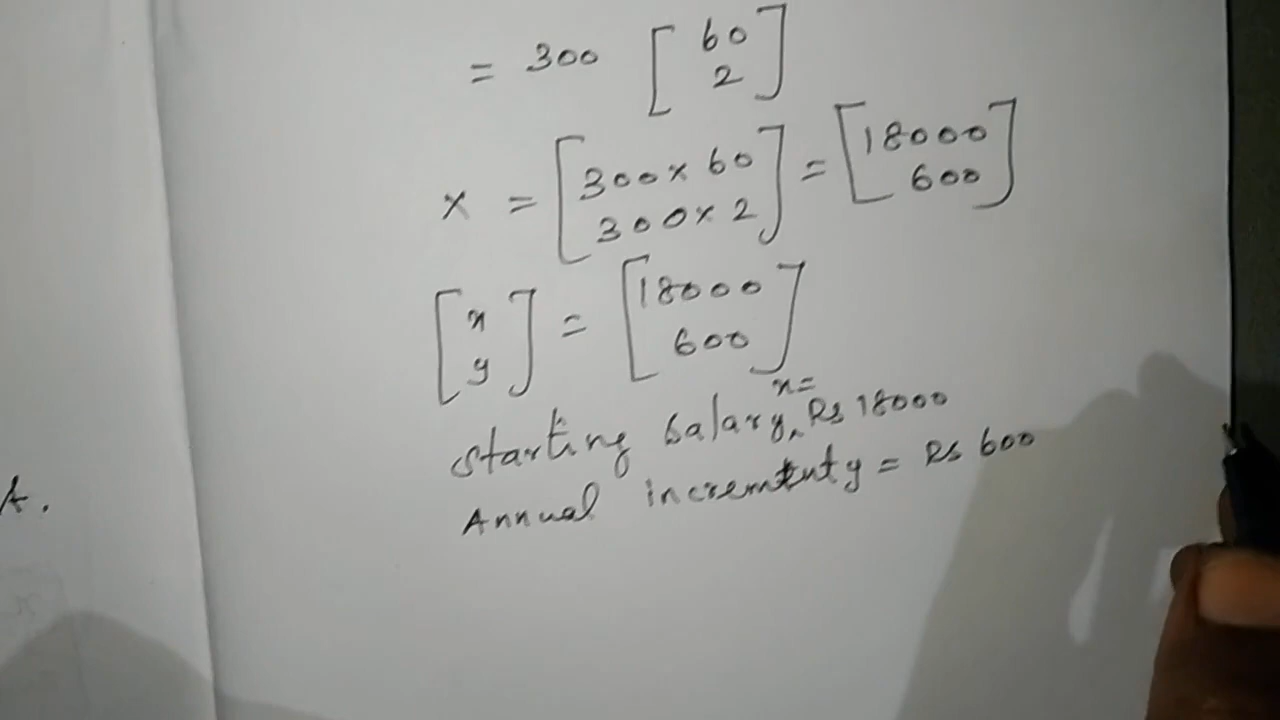 = 300 [ 60 2 ]
x = [ 300 x 60 300 x 2 ] = [ 18000 600 ]
[ x y ] = [ 18000 600 ]
x=
starting salary, Rs 18000
Annual increment y = Rs 600
A.